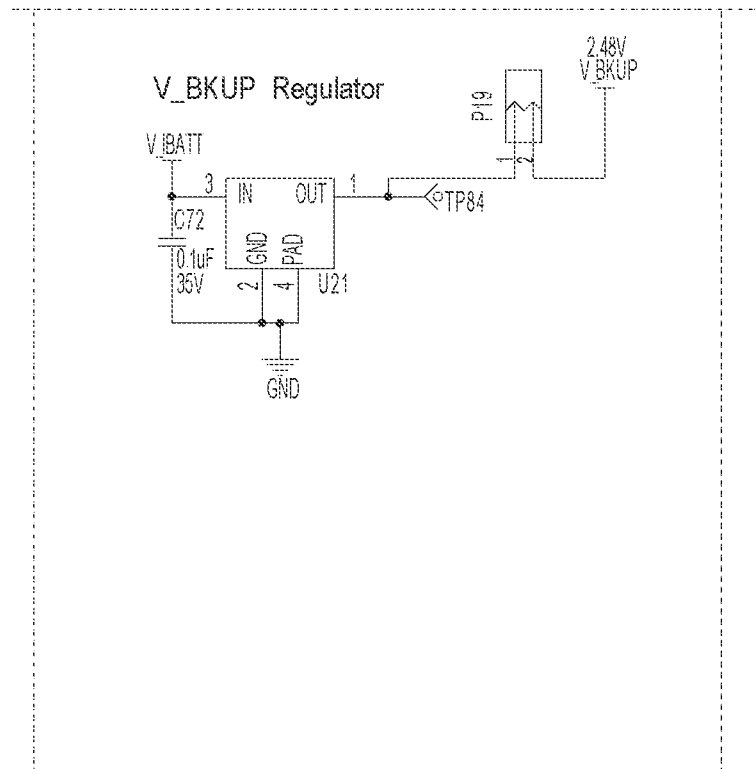 V_BKUP Regulator
2.48V
V_BKUP
P19
1
2
V_IBATT
3
IN
OUT
1
TP84
C72
0.1uF
35V
GND
PAD
2
4
U21
GND